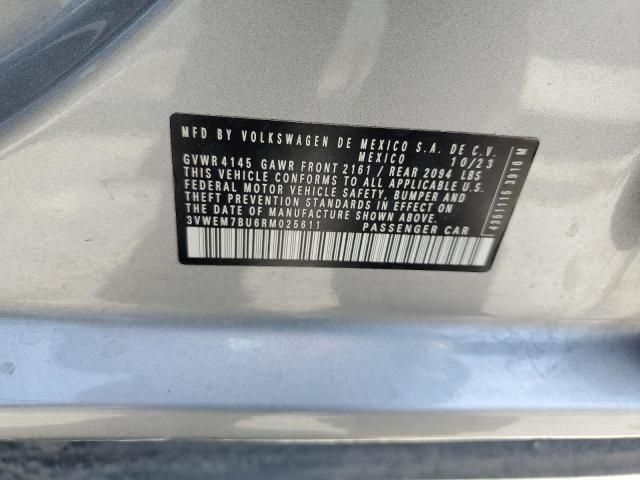 MFD BY VOLKSWAGEN DE MEXICO S.A. DE C.V.
MEXICO 10/23
GVWR 4145 GAWR FRONT 2161 / REAR 2094 LBS
THIS VEHICLE CONFORMS TO ALL APPLICABLE U.S.
FEDERAL MOTOR VEHICLE SAFETY, BUMPER AND
THEFT PREVENTION STANDARDS IN EFFECT ON
THE DATE OF MANUFACTURE SHOWN ABOVE.
3VWEM7BU6RM025611 PASSENGER CAR
4351115 3916 M